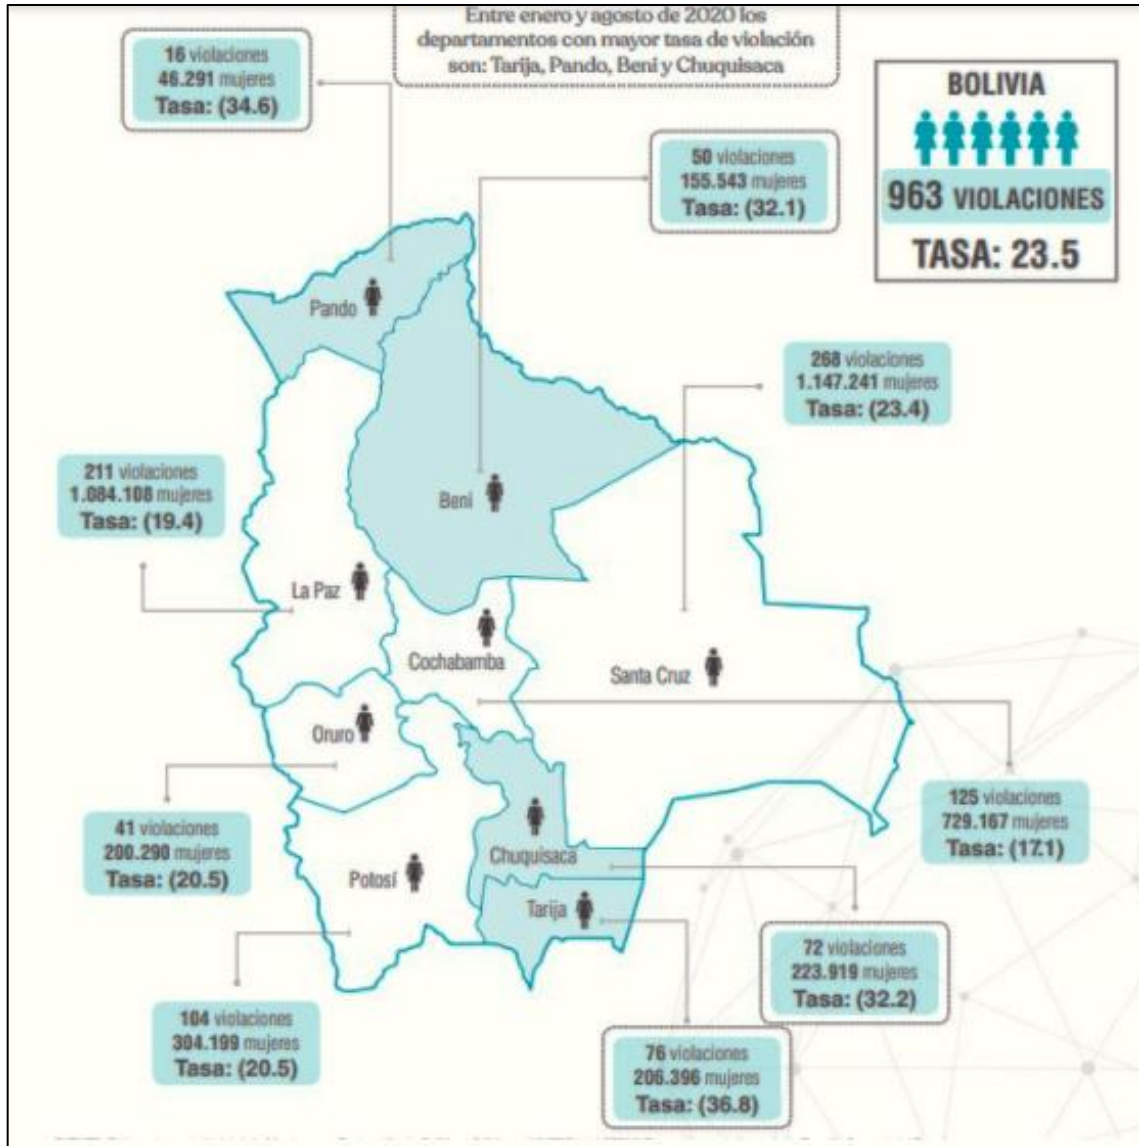 Entre enero y agosto de 2020 los
departamentos con mayor tasa de violación
son: Tarija, Pando, Beni y Chuquisaca
16 violaciones
46.291 mujeres
Tasa: (34.6)
BOLIVIA
963 VIOLACIONES
TASA: 23.5
50 violaciones
155.543 mujeres
Tasa: (32.1)
Pando
268 violaciones
1.147.241 mujeres
Tasa: (23.4)
211 violaciones
1.084.108 mujeres
Tasa: (19.4)
Beni
La Paz
Cochabamba
Santa Cruz
Oruro
41 violaciones
200.290 mujeres
Tasa: (20.5)
125 violaciones
729.167 mujeres
Tasa: (17.1)
Chuquisaca
Potosí
Tarija
72 violaciones
223.919 mujeres
Tasa: (32.2)
104 violaciones
304.199 mujeres
Tasa: (20.5)
76 violaciones
206.396 mujeres
Tasa: (36.8)